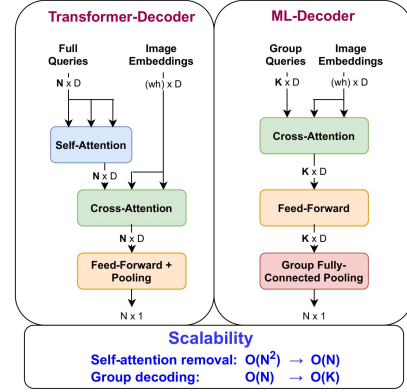 Transformer-Decoder
Full
Queries
Image
Embeddings
N x D
(wh) x D
Self-Attention
N x D
Cross-Attention
N x D
Feed-Forward +
Pooling
N x 1
ML-Decoder
Group
Queries
Image
Embeddings
K x D
(wh) x D
Cross-Attention
K x D
Feed-Forward
K x D
Group Fully-
Connected Pooling
N x 1
Scalability
Self-attention removal: O(N²) → O(N)
Group decoding: O(N) → O(K)